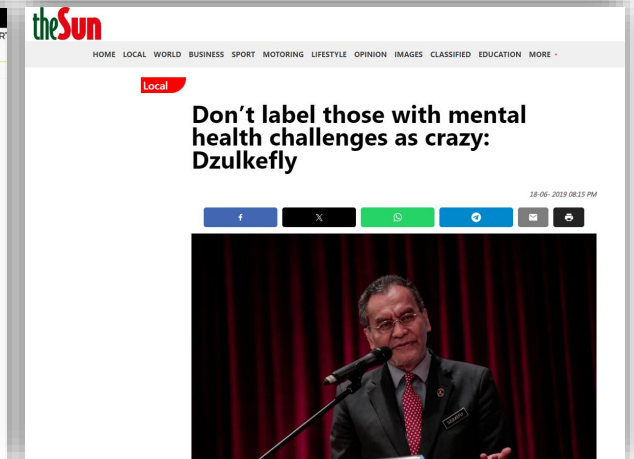 theSun
HOME LOCAL WORLD BUSINESS SPORT MOTORING LIFESTYLE OPINION IMAGES CLASSIFIED EDUCATION MORE
Local
Don't label those with mental
health challenges as crazy:
Dzulkefly
18-06- 2019 08:15 PM